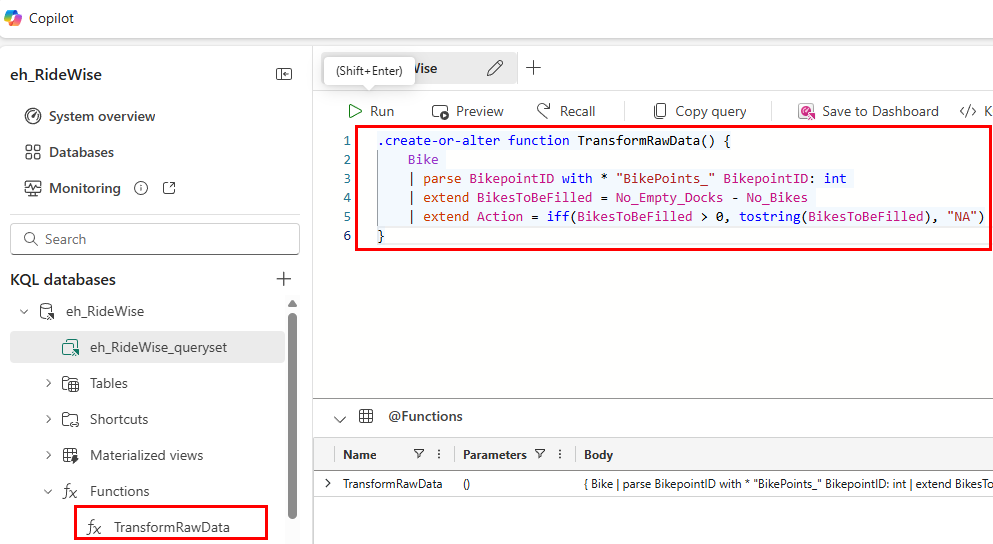 Copilot
eh_RideWise
System overview
Databases
Monitoring
Search
KQL databases
eh_RideWise
eh_RideWise_queryset
Tables
Shortcuts
Materialized views
Functions
TransformRawData
(Shift+Enter)
Run Preview Recall Copy query Save to Dashboard
1 .create-or-alter function TransformRawData() {
2 Bike
3 | parse BikepointID with * "BikePoints_" BikepointID: int
4 | extend BikesToBeFilled = No_Empty_Docks - No_Bikes
5 | extend Action = iff(BikesToBeFilled > 0, tostring(BikesToBeFilled), "NA")
6 }
@Functions
Name Parameters Body
TransformRawData () { Bike | parse BikepointID with * "BikePoints_" BikepointID: int | extend BikesTo